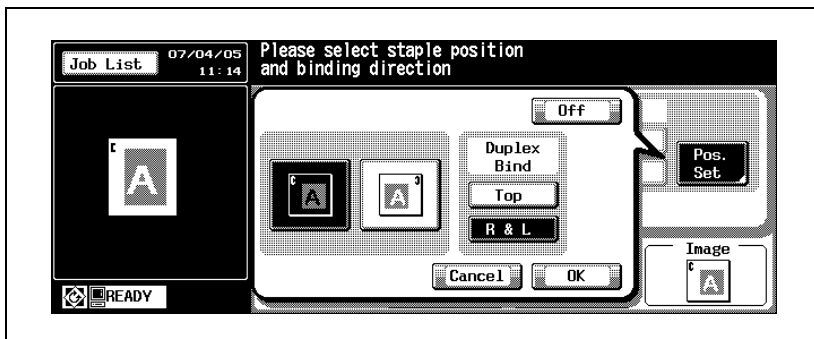 Job List
07/04/05
11:14
Please select staple position
and binding direction
Off
Duplex
Bind
Top
R & L
Cancel
OK
Pos.
Set
Image
A
A
A
A
READY